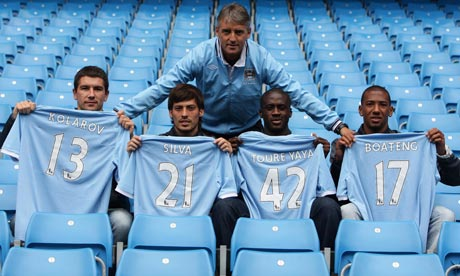 KOLAROV
13
SILVA
21
TOURE YAYA
42
BOATENG
17